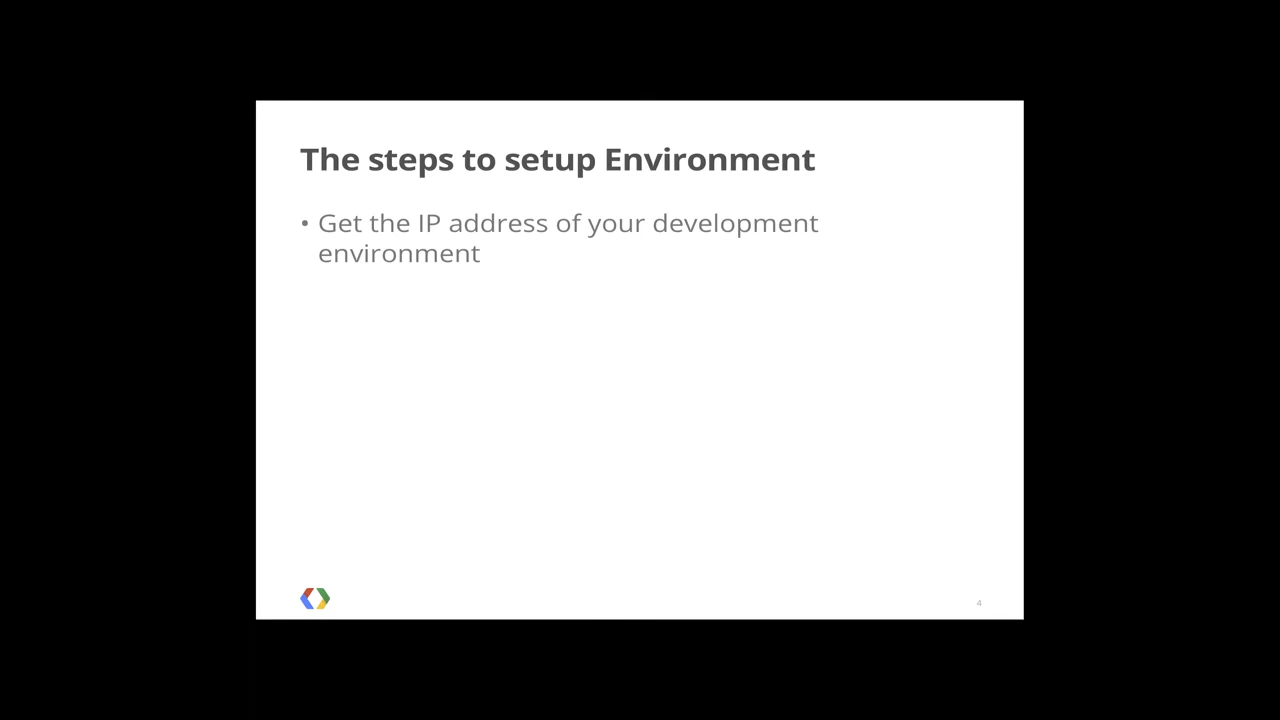 The steps to setup Environment
• Get the IP address of your development
environment
4